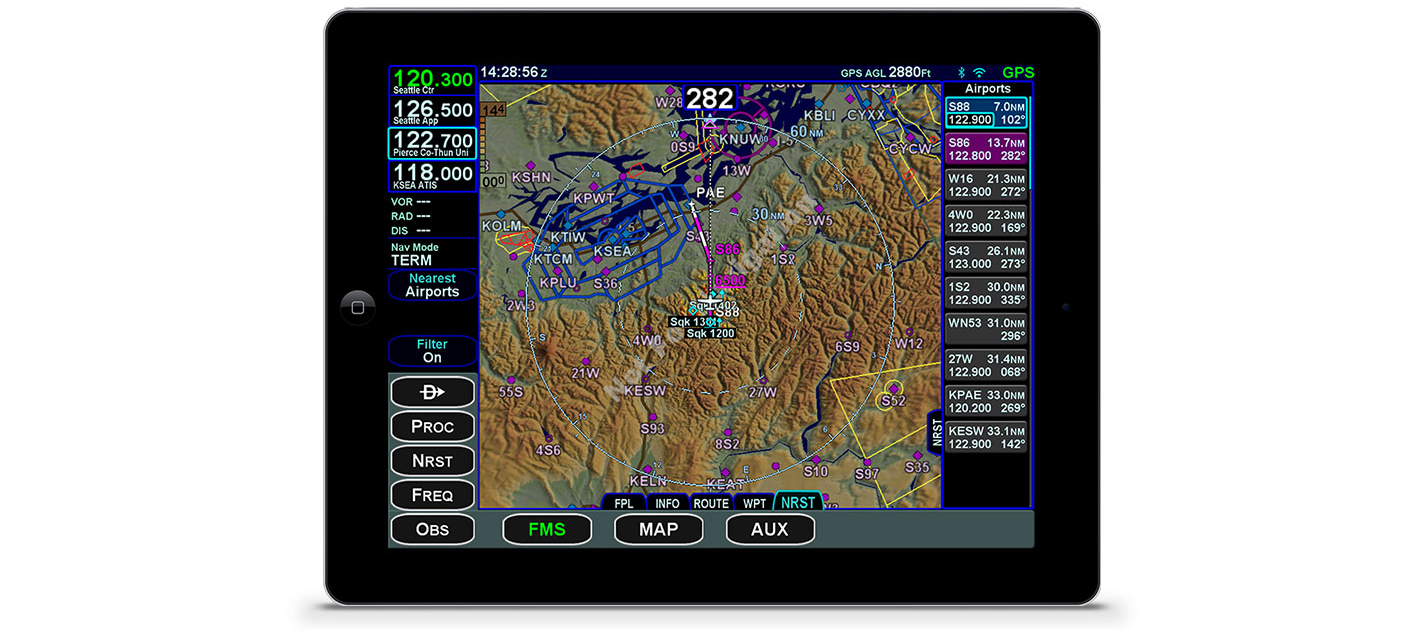 120.300
Seattle Ctr
126.500
Seattle App
122.700
Pierce Co-Thun Uni
118.000
KSEA ATIS
VOR ---
RAD ---
DIS ---
Nav Mode
TERM
Nearest
Airports
Filter
On
D
PROC
NRST
FREQ
OBS
14:28:56 Z
GPS AGL 2880FT
GPS
282
144
000
W28
KBLI
CYXX
60 NM
KNUW
W
0S9
CYCW
13W
24
33
KSHN
KPWT
PAE
30 NM
3W5
KOLM
KTIW
S43
KSEA
S86
1S2
KTCM
21
N
KPLU
S36
6500
2W3
S88
Sqk 1200
S
4W0
6S9
W12
3
21W
55S
KESW
27W
S52
15
S93
6
8S2
4S6
12
E
KELN
KEAT
S10
S97
S35
NRST
FPL
INFO
ROUTE
WPT
NRST
FMS
MAP
AUX
Airports
S88 7.0NM
122.900 102°
S86 13.7NM
122.800 282°
W16 21.3NM
122.900 272°
4W0 22.3NM
122.900 169°
S43 26.1NM
123.000 273°
1S2 30.0NM
122.900 335°
WN53 31.0NM
296°
27W 31.4NM
122.900 068°
KPAE 33.0NM
120.200 269°
KESW 33.1NM
122.900 142°